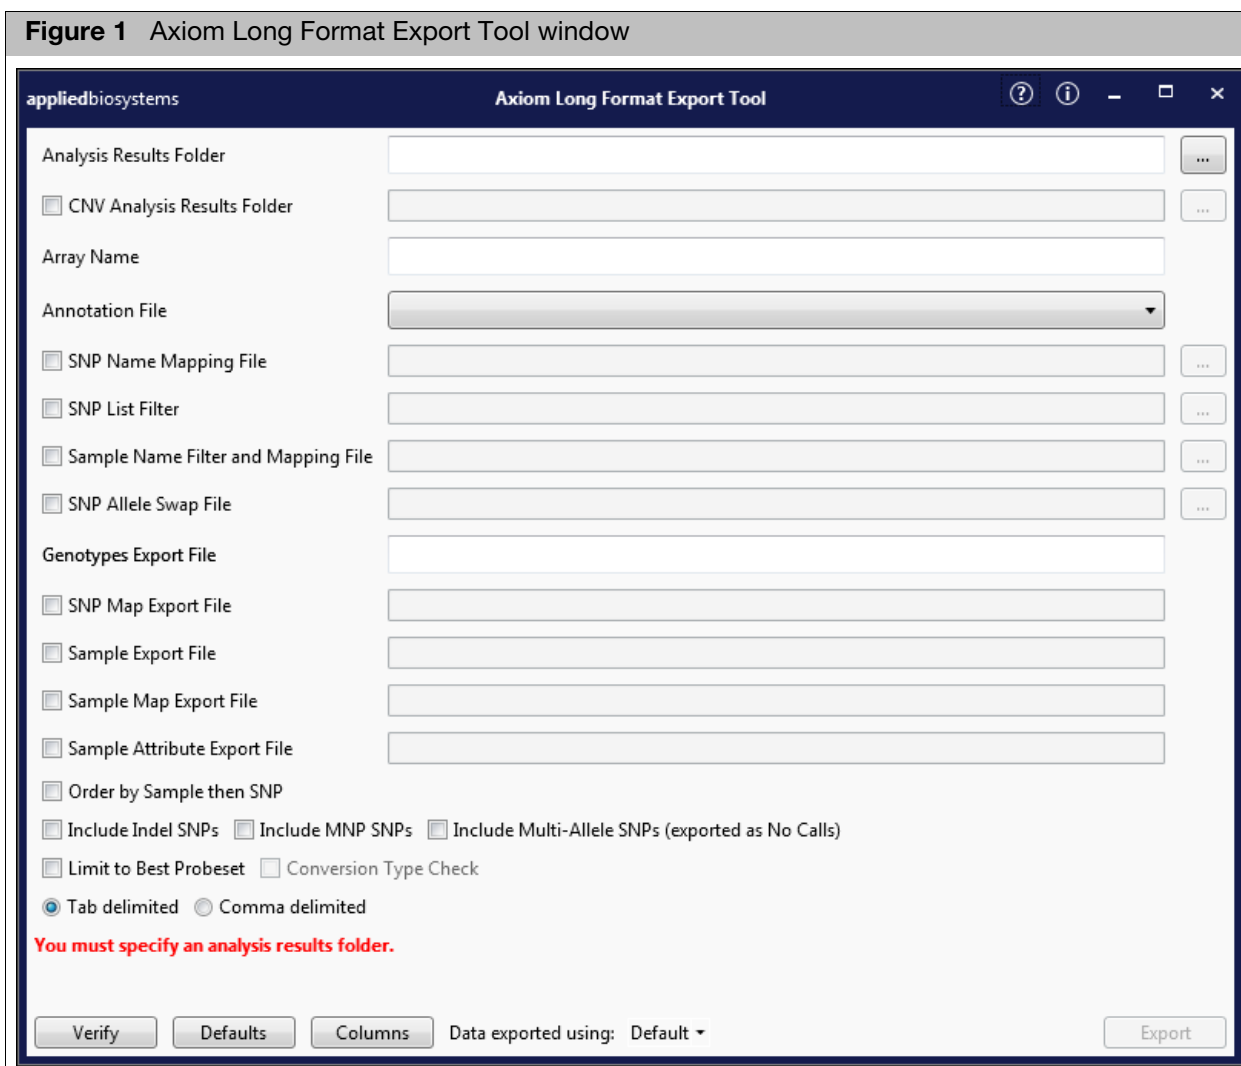 Figure 1 Axiom Long Format Export Tool window
appliedbiosystems Axiom Long Format Export Tool ? i
Analysis Results Folder ...
CNV Analysis Results Folder ...
Array Name
Annotation File
SNP Name Mapping File ...
SNP List Filter ...
Sample Name Filter and Mapping File ...
SNP Allele Swap File ...
Genotypes Export File
SNP Map Export File
Sample Export File
Sample Map Export File
Sample Attribute Export File
Order by Sample then SNP
Include Indel SNPs Include MNP SNPs Include Multi-Allele SNPs (exported as No Calls)
Limit to Best Probeset Conversion Type Check
Tab delimited Comma delimited
You must specify an analysis results folder.
Verify Defaults Columns Data exported using: Default Export